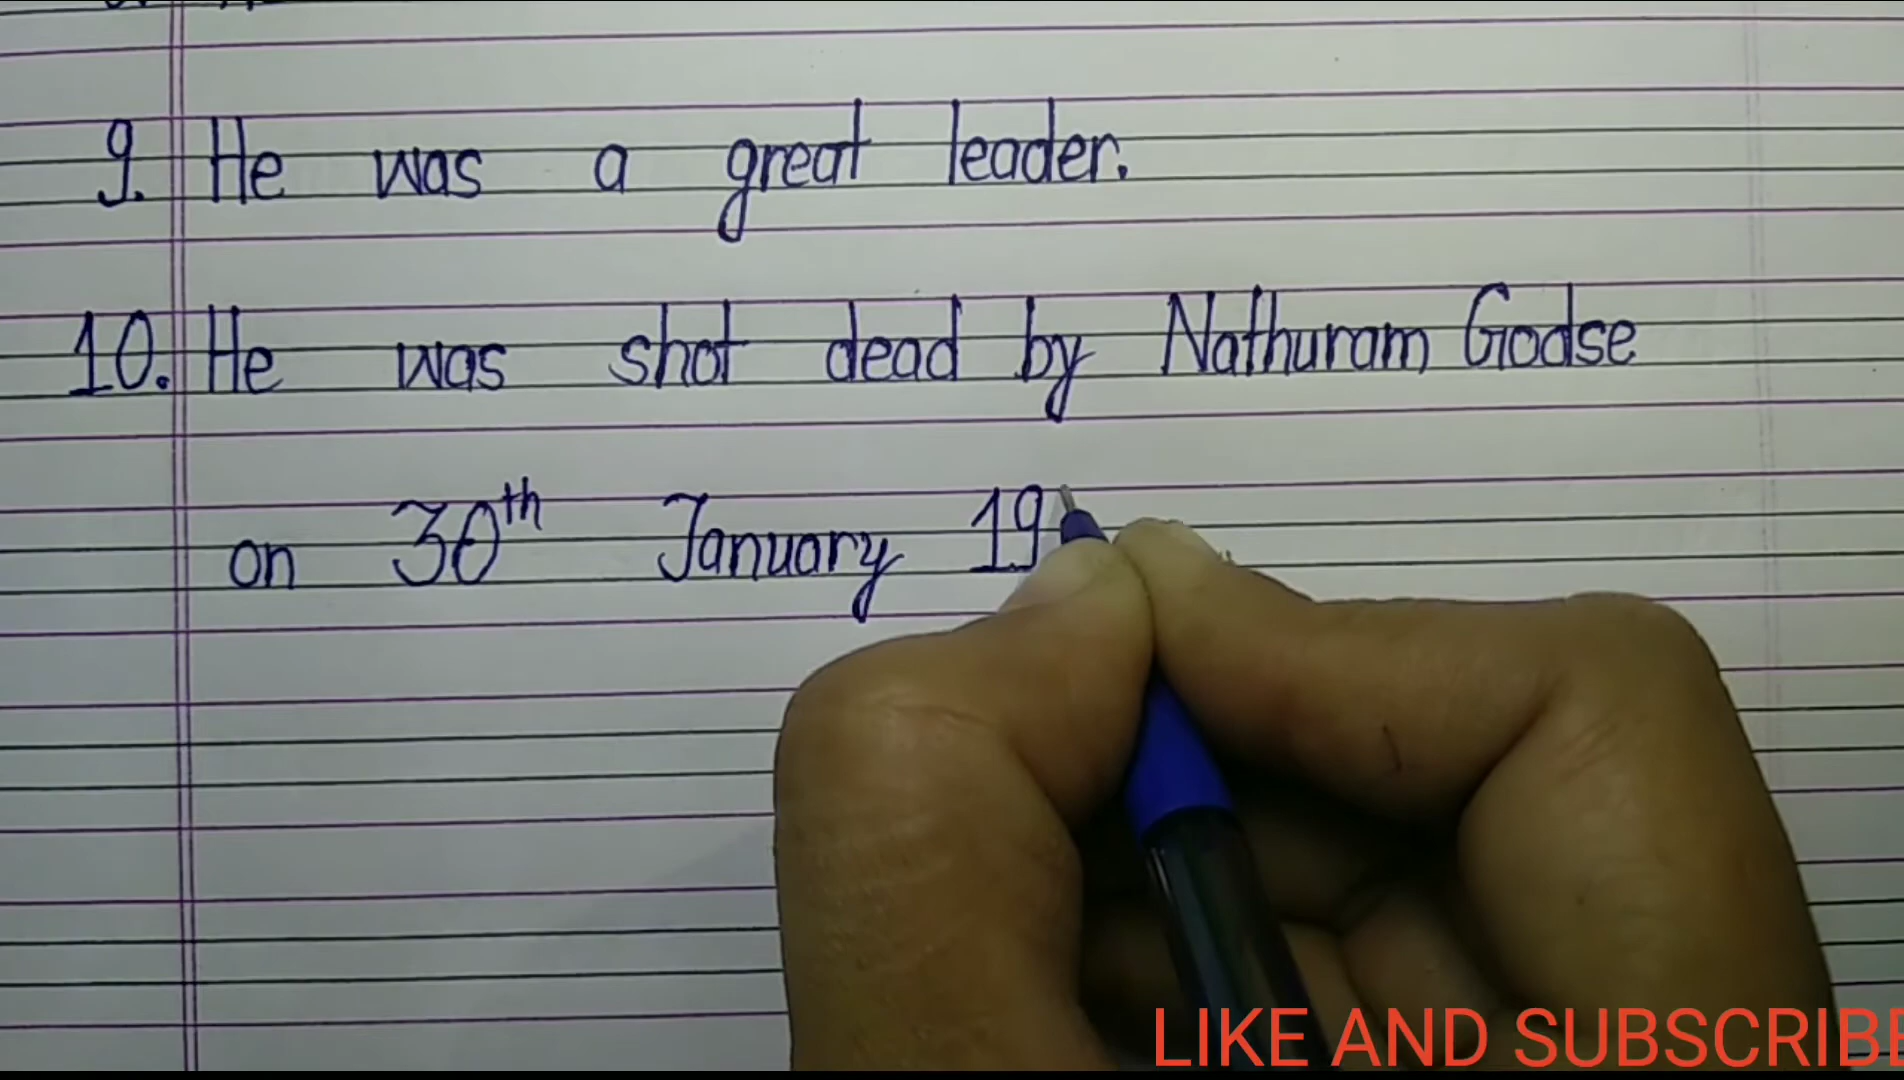 9. He was a great leader.
10. He was shot dead by Nathuram Godse
on 30th January 19
LIKE AND SUBSCRIBE